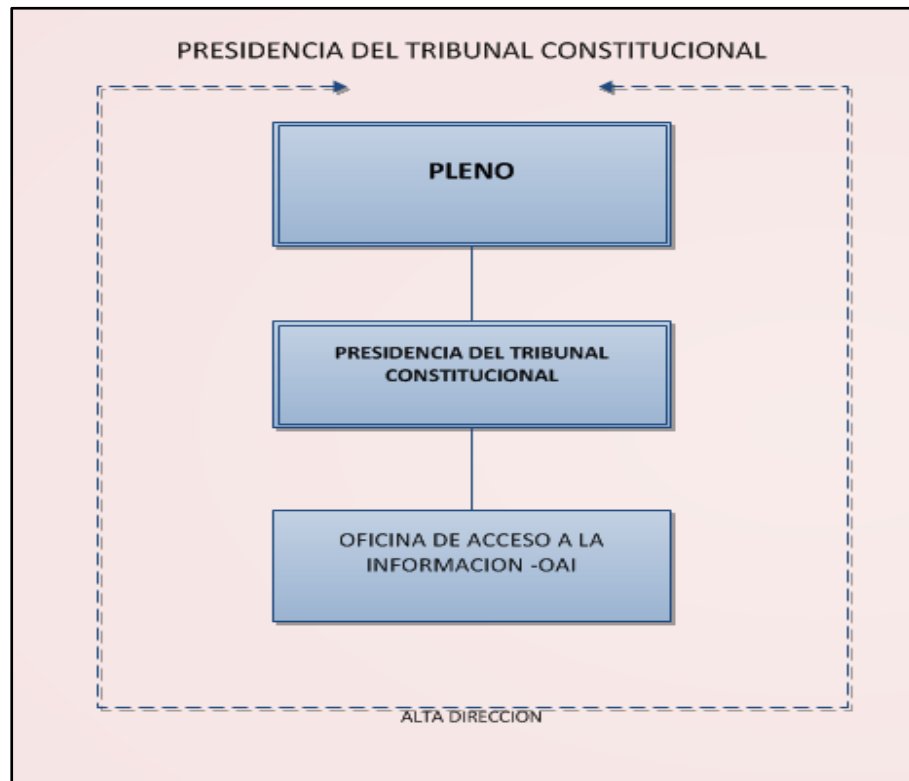 PRESIDENCIA DEL TRIBUNAL CONSTITUCIONAL
PLENO
PRESIDENCIA DEL TRIBUNAL
CONSTITUCIONAL
OFICINA DE ACCESO A LA
INFORMACION -OAI
ALTA DIRECCION